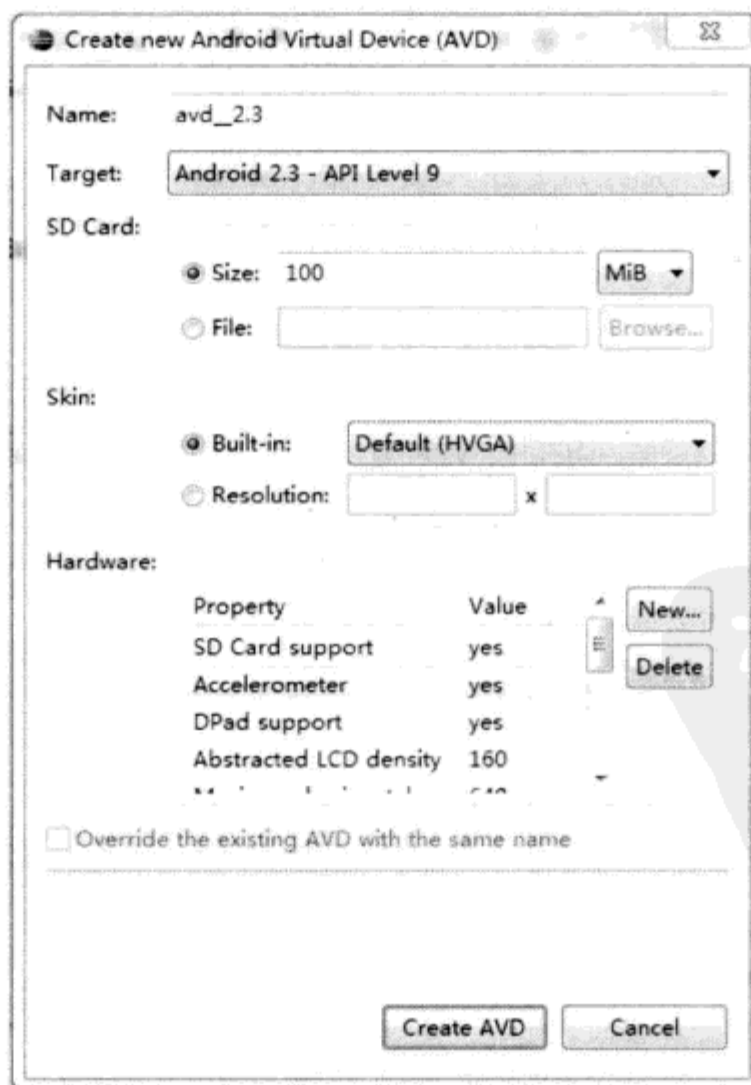 Create new Android Virtual Device (AVD)
Name: avd__2.3
Target: Android 2.3 - API Level 9
SD Card:
Size: 100 MiB
File: Browse...
Skin:
Built-in: Default (HVGA)
Resolution: x
Hardware:
Property Value New...
SD Card support yes
Accelerometer yes Delete
DPad support yes
Abstracted LCD density 160
Override the existing AVD with the same name
Create AVD Cancel